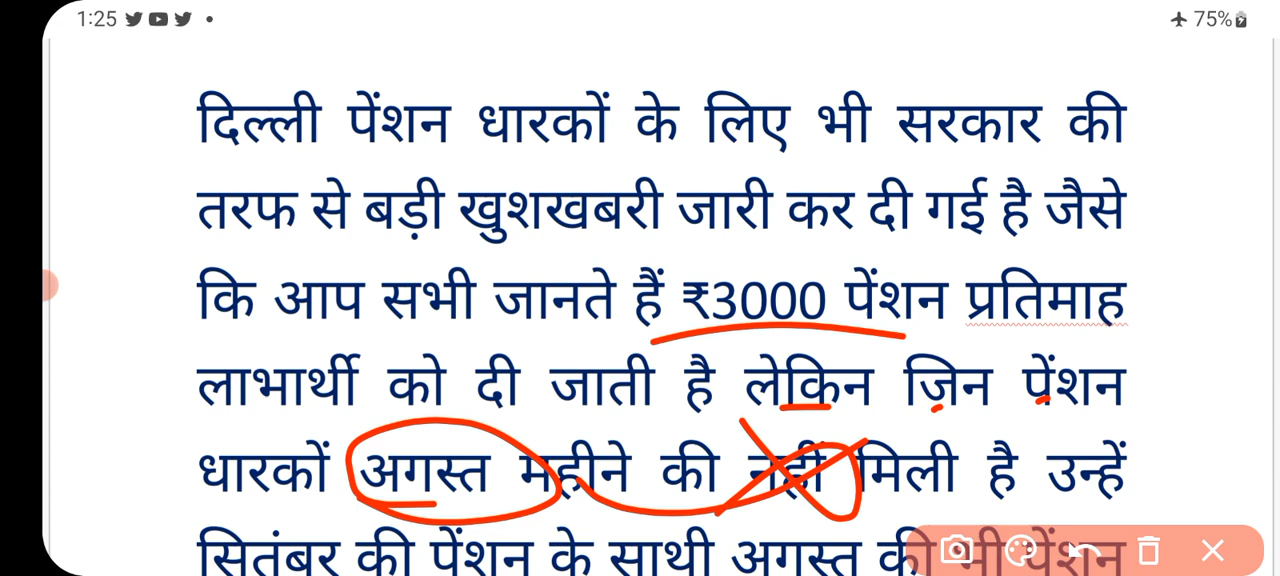 1:25
75%
दिल्ली पेंशन धारकों के लिए भी सरकार की
तरफ से बड़ी खुशखबरी जारी कर दी गई है जैसे
कि आप सभी जानते हैं ₹3000 पेंशन प्रतिमाह
लाभार्थी को दी जाती है लेकिन जिन पेंशन
धारकों अगस्त महीने की नहीं मिली है उन्हें
सितंबर की पेंशन के साथी अगस्त की भी पेंशन